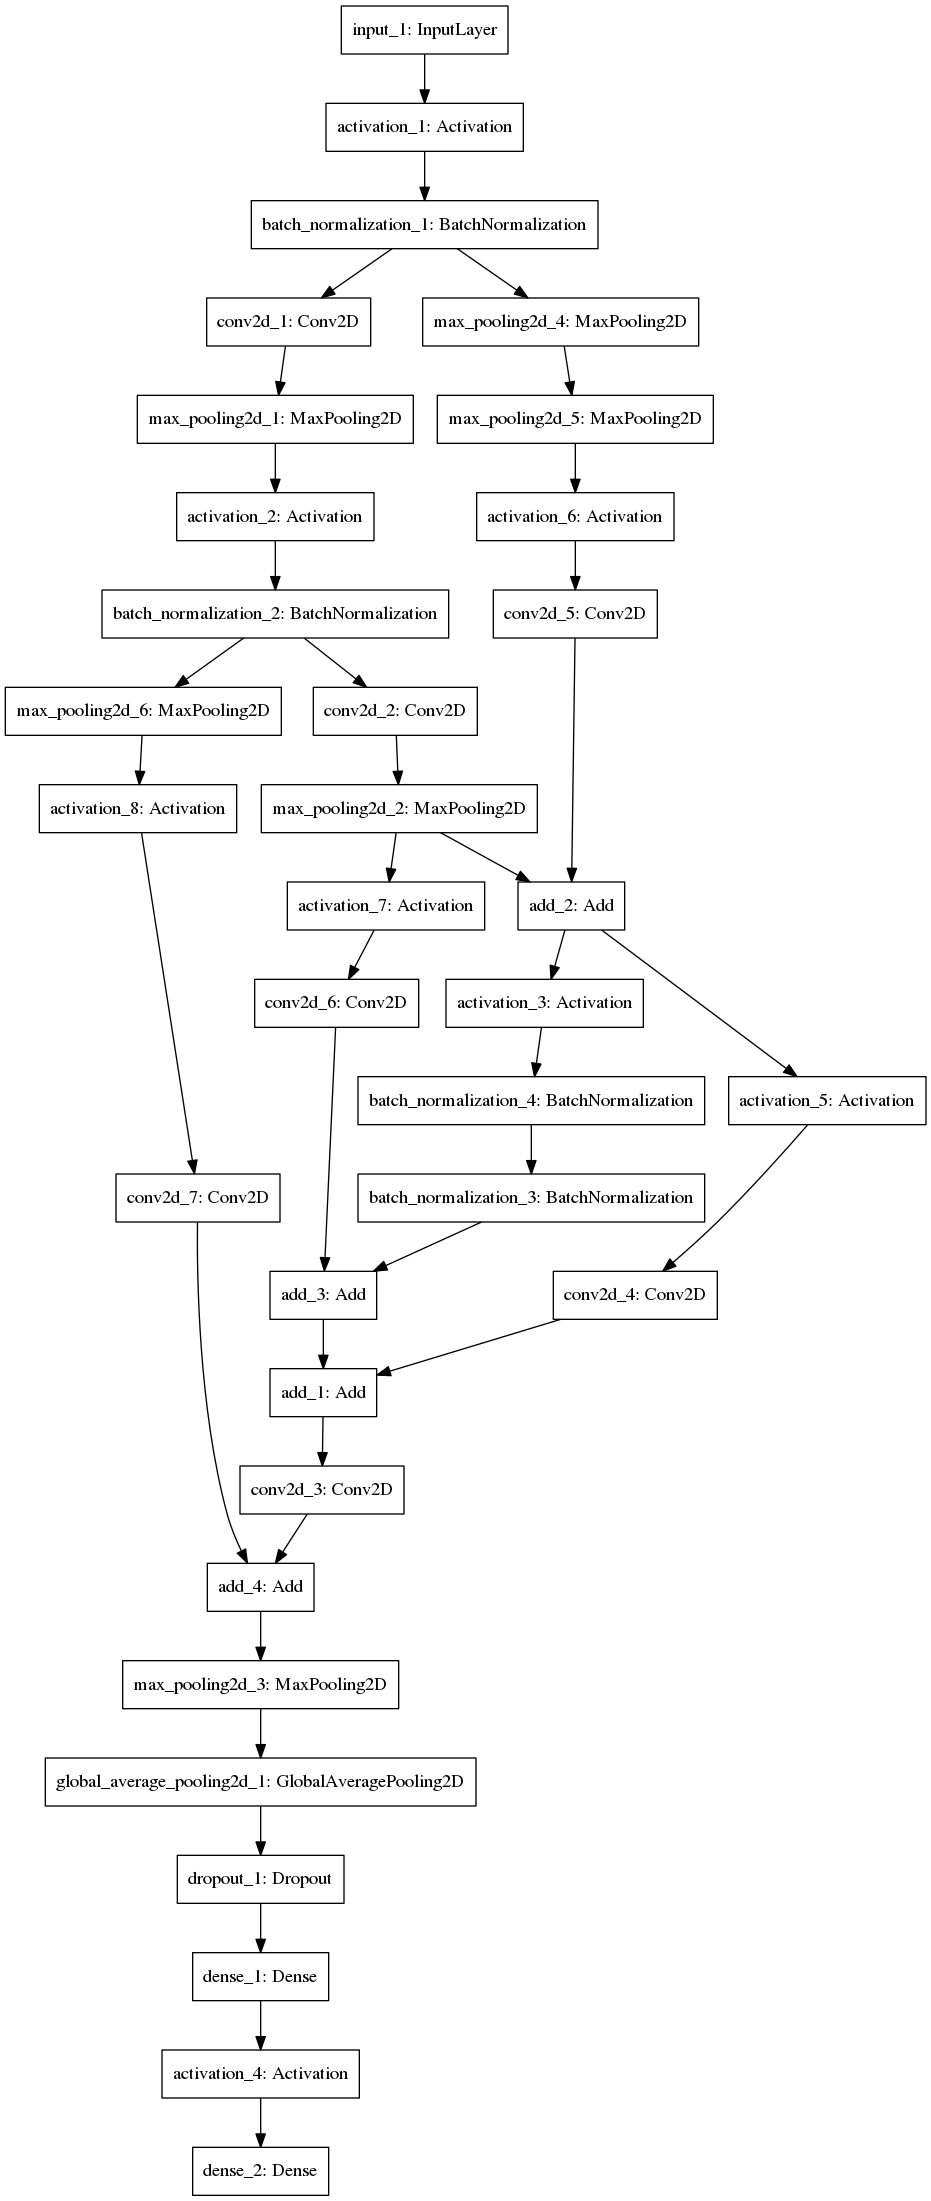 input_1: InputLayer
activation_1: Activation
batch_normalization_1: BatchNormalization
conv2d_1: Conv2D
max_pooling2d_4: MaxPooling2D
max_pooling2d_1: MaxPooling2D
max_pooling2d_5: MaxPooling2D
activation_2: Activation
activation_6: Activation
batch_normalization_2: BatchNormalization
conv2d_5: Conv2D
max_pooling2d_6: MaxPooling2D
conv2d_2: Conv2D
activation_8: Activation
max_pooling2d_2: MaxPooling2D
activation_7: Activation
add_2: Add
conv2d_6: Conv2D
activation_3: Activation
batch_normalization_4: BatchNormalization
activation_5: Activation
conv2d_7: Conv2D
batch_normalization_3: BatchNormalization
add_3: Add
conv2d_4: Conv2D
add_1: Add
conv2d_3: Conv2D
add_4: Add
max_pooling2d_3: MaxPooling2D
global_average_pooling2d_1: GlobalAveragePooling2D
dropout_1: Dropout
dense_1: Dense
activation_4: Activation
dense_2: Dense